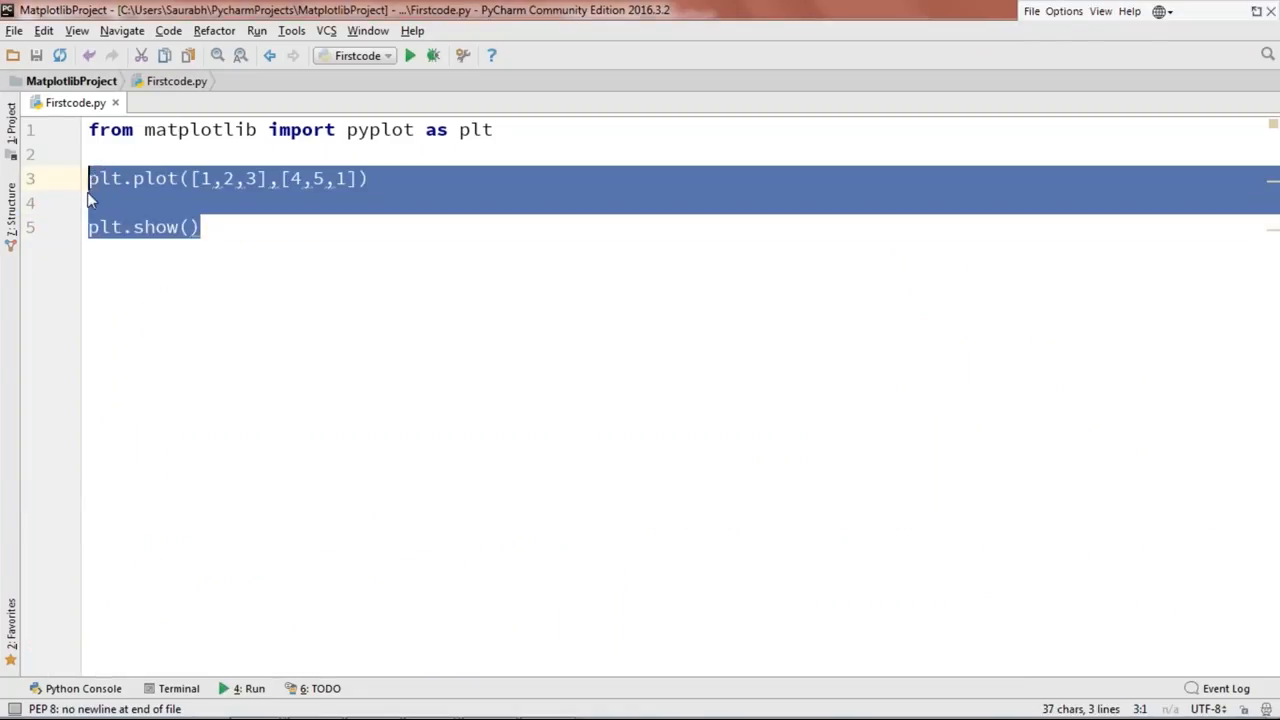 MatplotlibProject - [C:\Users\Saurabh\PycharmProjects\MatplotlibProject] - ...\Firstcode.py - PyCharm Community Edition 2016.3.2
File Options View Help
File Edit View Navigate Code Refactor Run Tools VCS Window Help
Firstcode
MatplotlibProject Firstcode.py
Firstcode.py
1: Project
7: Structure
2: Favorites
1 from matplotlib import pyplot as plt
2
3 plt.plot([1,2,3],[4,5,1])
4
5 plt.show()
Python Console Terminal 4: Run 6: TODO Event Log
PEP 8: no newline at end of file 37 chars, 3 lines 3:1 n/a UTF-8